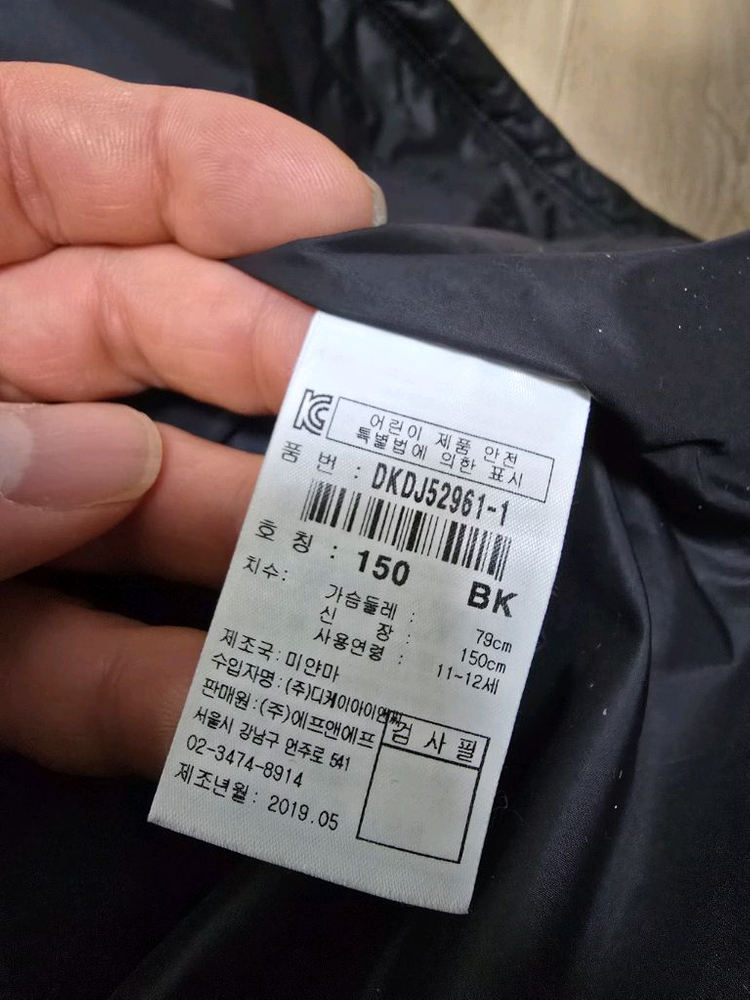 KC 어린이 제품 안전
특별법에 의한 표시
품 번 : DKDJ52961-1
호 칭 : 150 BK
치수:
가슴둘레 : 79cm
신 장 : 150cm
사용연령 : 11-12세
제조국: 미얀마
수입자명: (주)디케이아이앤씨
판매원: (주)에프앤에프
서울시 강남구 언주로 541
02-3474-8914
제조년월: 2019.05
검 사 필